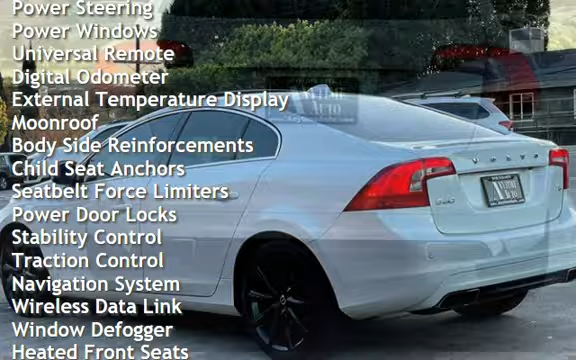 Power Steering
Power Windows
Universal Remote
Digital Odometer
External Temperature Display
Moonroof
Body Side Reinforcements
Child Seat Anchors
Seatbelt Force Limiters
Power Door Locks
Stability Control
Traction Control
Navigation System
Wireless Data Link
Window Defogger
Heated Front Seats
VOLVO
S60